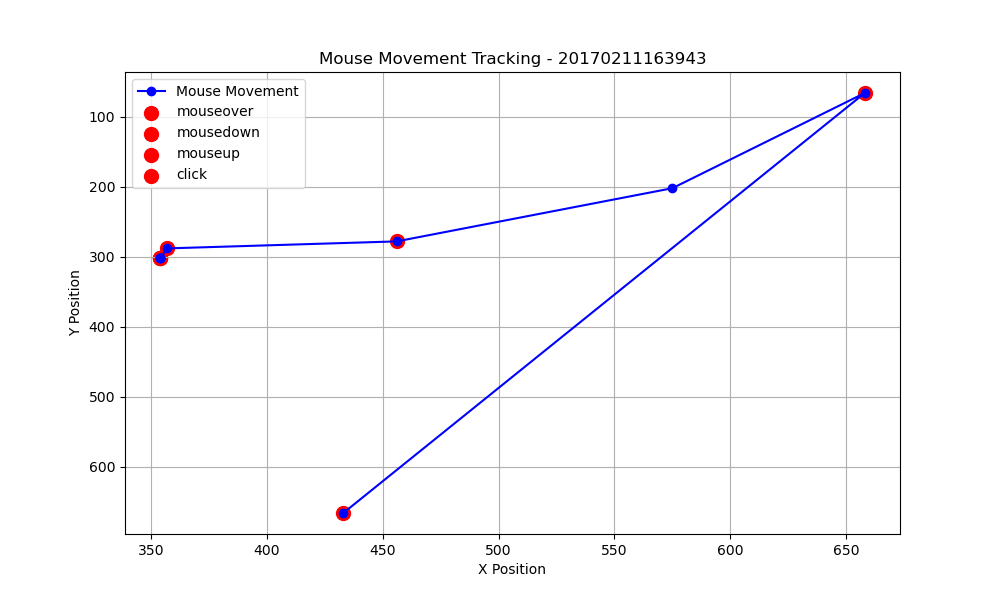 Mouse Movement Tracking - 20170211163943
Mouse Movement
mouseover
mousedown
mouseup
click
100
200
300
400
500
600
Y Position
350
400
450
500
550
600
650
X Position